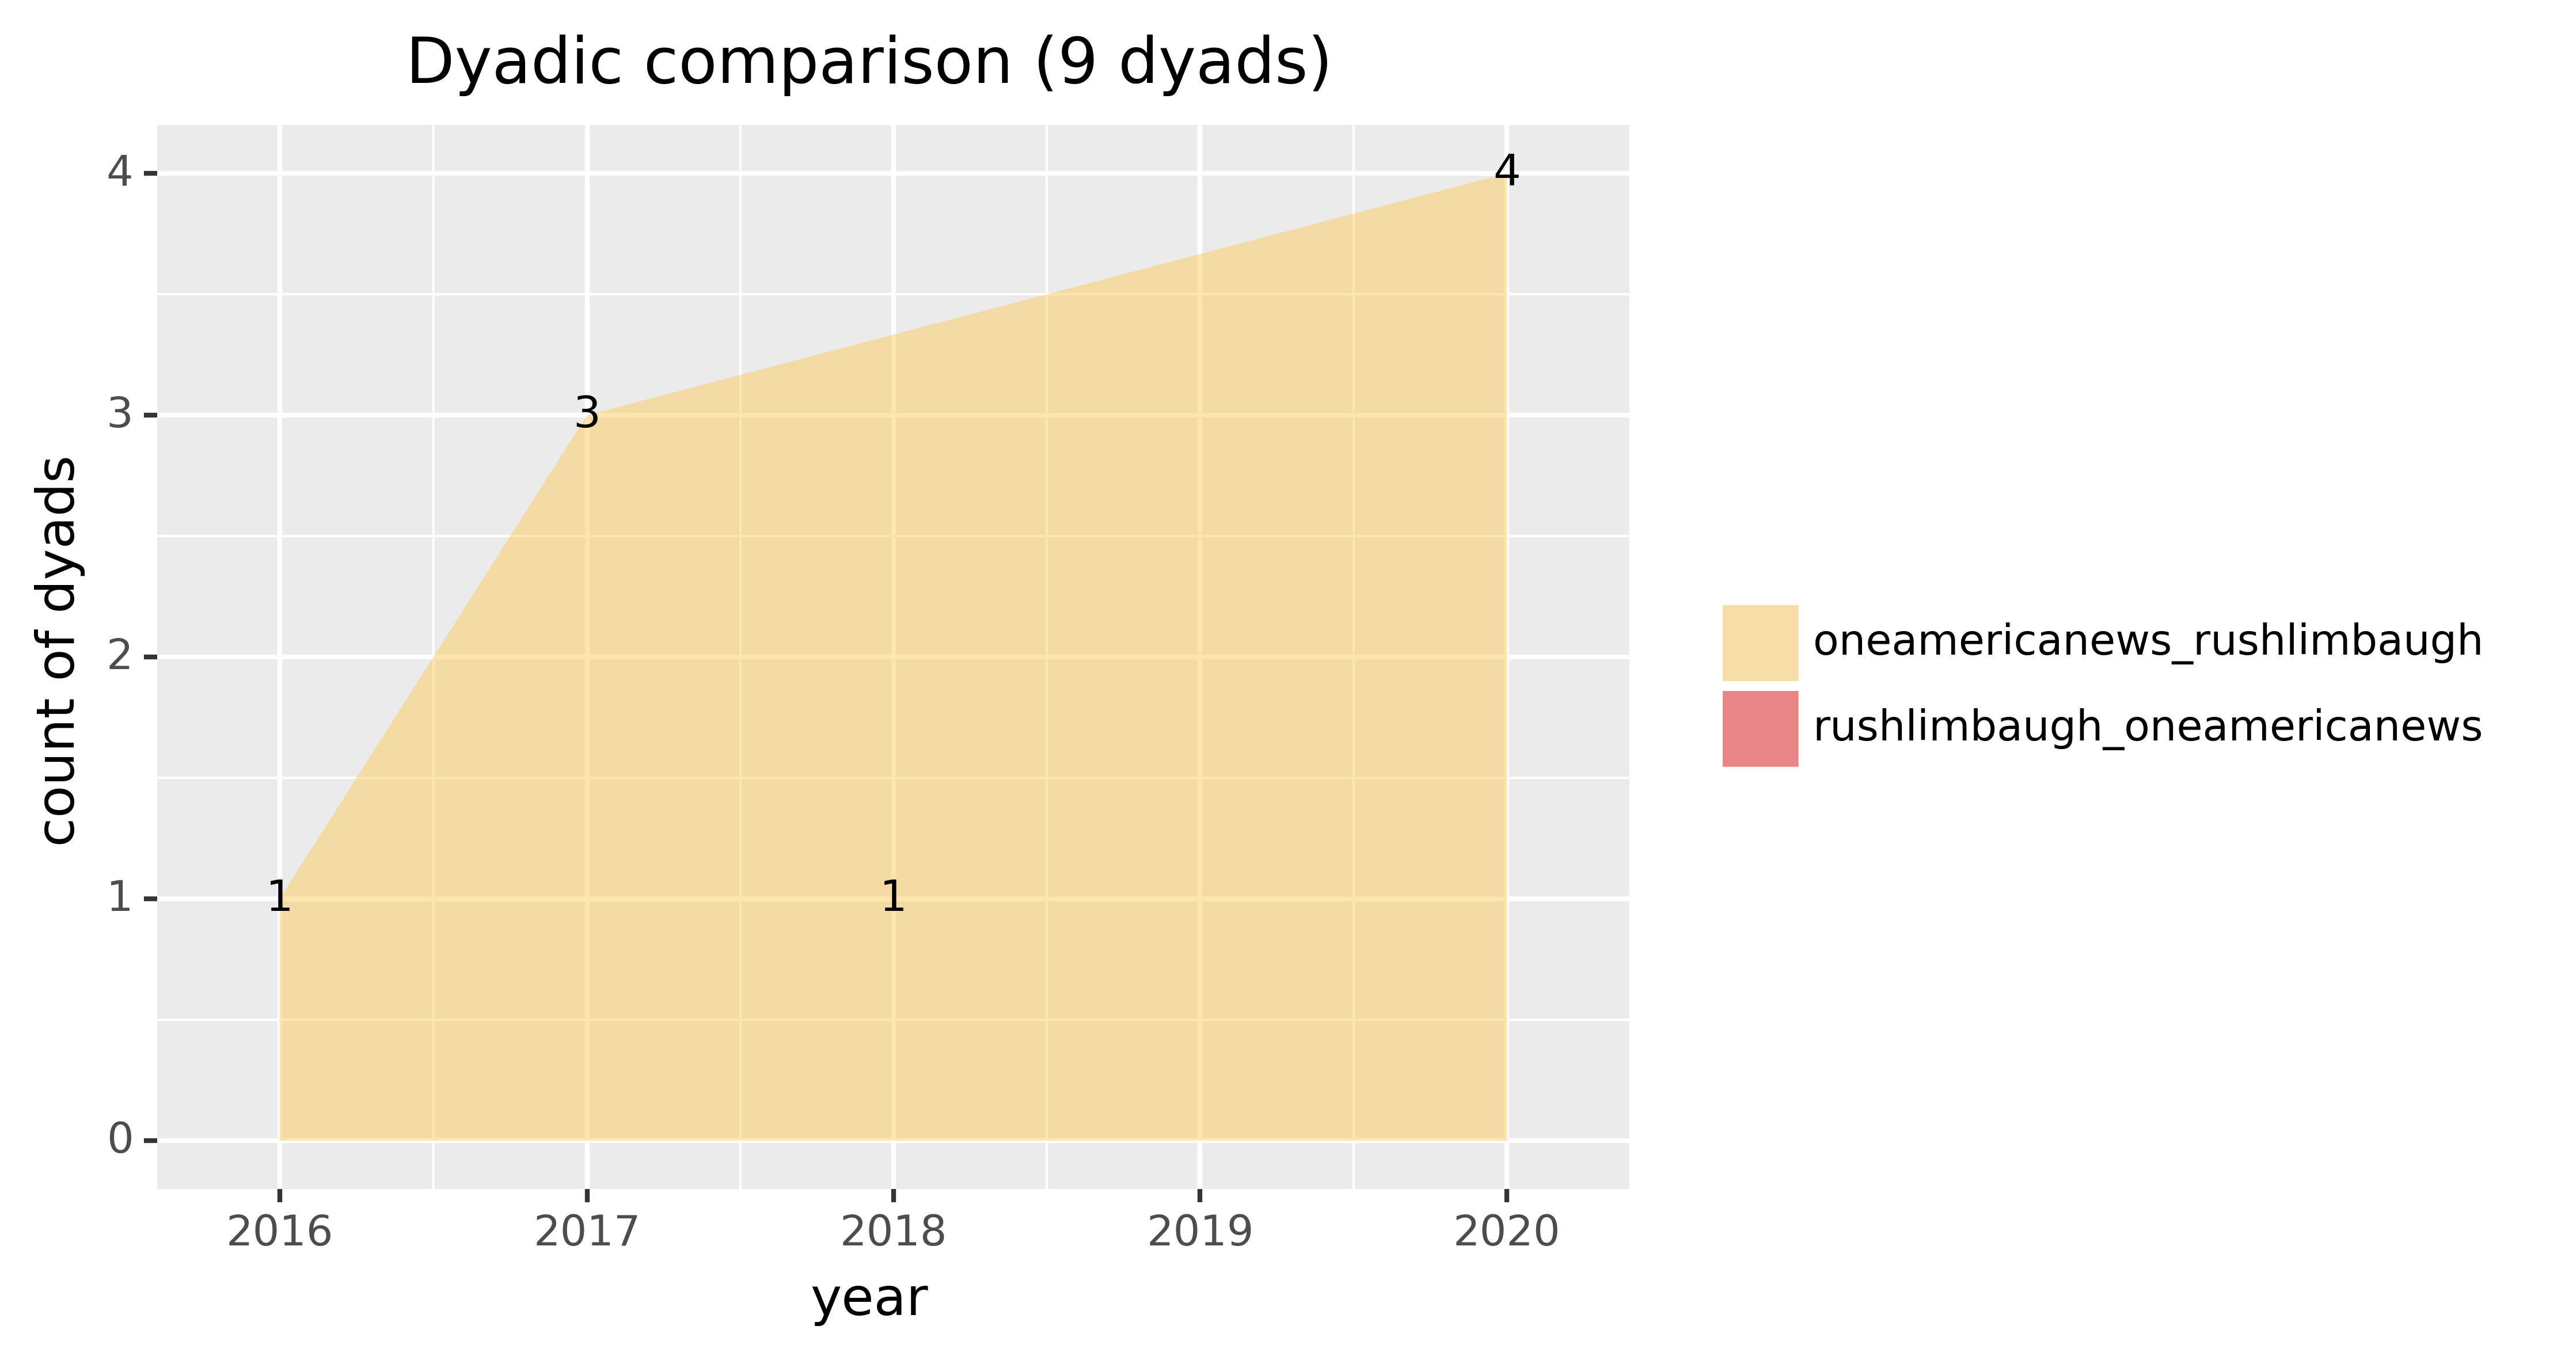 Dyadic comparison (9 dyads)
4
3
2
1
0
count of dyads
4
3
1
1
2016 2017 2018 2019 2020
year
oneamericanews_rushlimbaugh
rushlimbaugh_oneamericanews